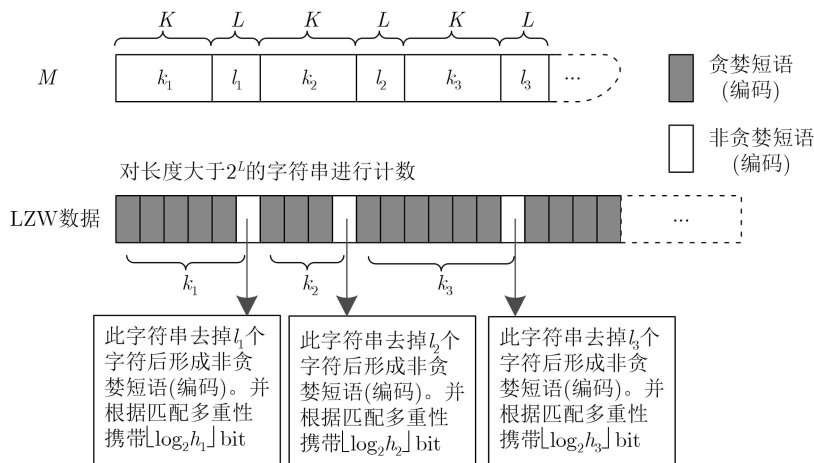 K L K L K L
M k₁ l₁ k₂ l₂ k₃ l₃ ...
贪婪短语
(编码)
非贪婪短语
(编码)
对长度大于2ᴸ的字符串进行计数
LZW数据 ...
k₁ k₂ k₃
此字符串去掉l₁个
字符后形成非贪
婪短语(编码)。并
根据匹配多重性
携带⌊log₂h₁⌋ bit
此字符串去掉l₂个
字符后形成非贪
婪短语(编码)。并
根据匹配多重性
携带⌊log₂h₂⌋ bit
此字符串去掉l₃个
字符后形成非贪
婪短语(编码)。并
根据匹配多重性
携带⌊log₂h₃⌋ bit